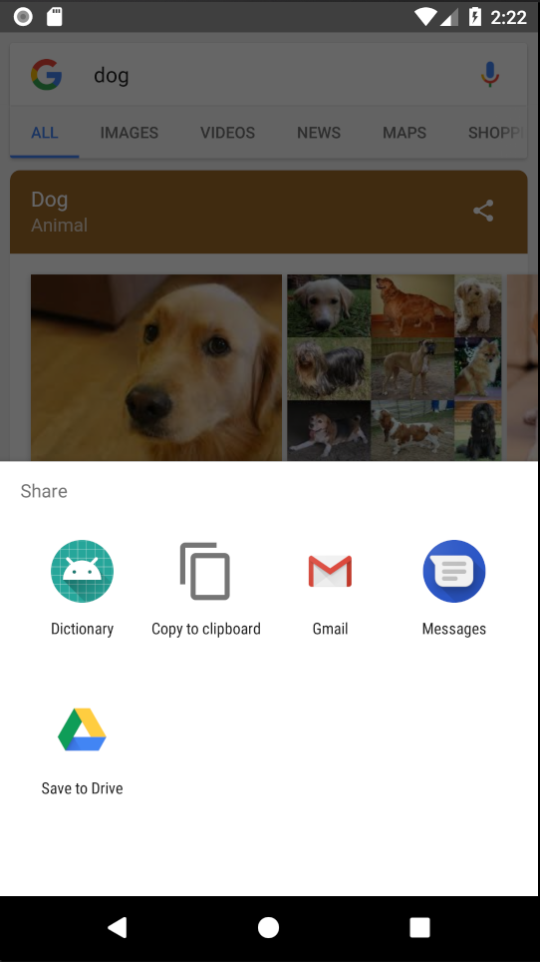 2:22
dog
ALL IMAGES VIDEOS NEWS MAPS SHOPP
Dog
Animal
Share
Dictionary Copy to clipboard Gmail Messages
Save to Drive